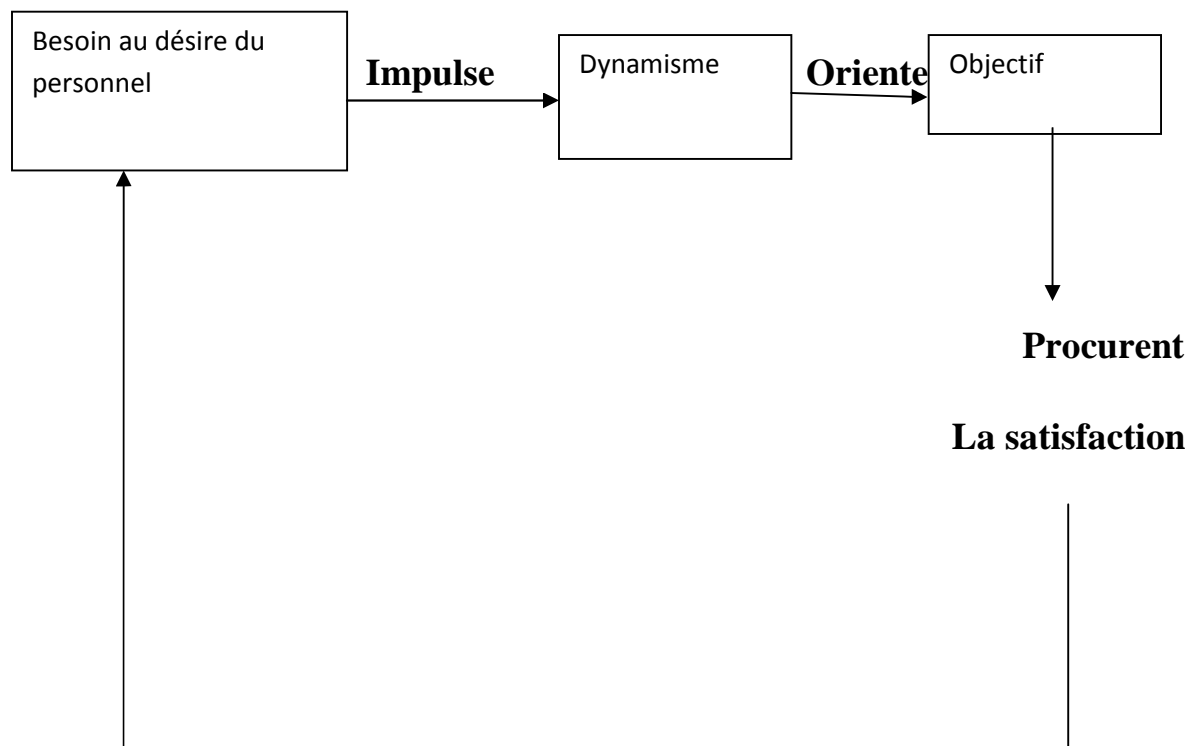 Besoin au désire du
personnel
Impulse
Dynamisme
Oriente
Objectif
Procurent
La satisfaction